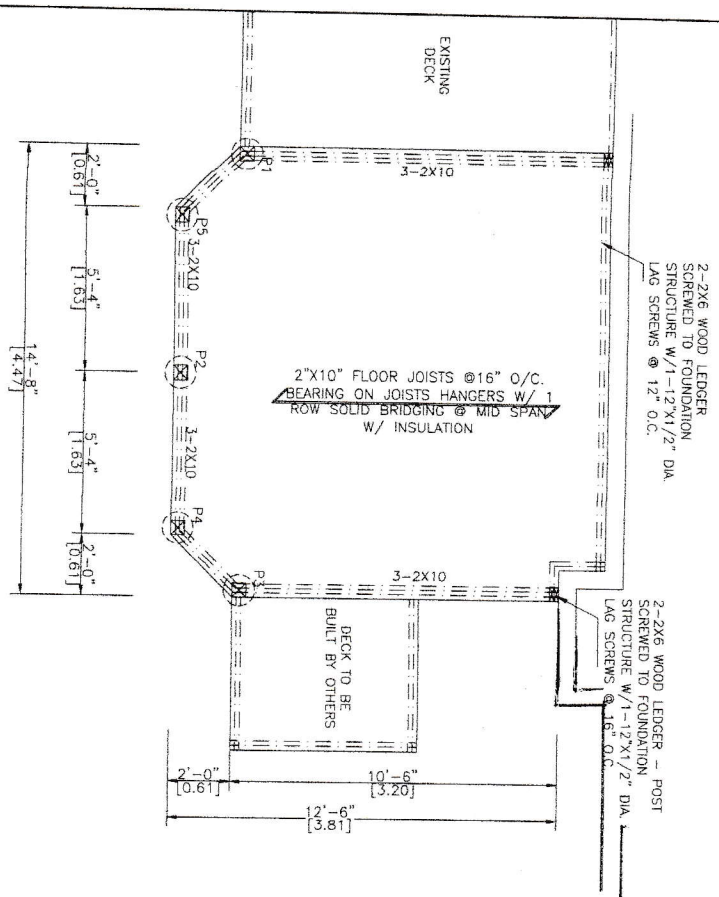 EXISTING
DECK
P1
3-2X10
2-2X6 WOOD LEDGER
SCREWED TO FOUNDATION
STRUCTURE W/1-12"X1/2" DIA.
LAG SCREWS @ 12" O.C.
2'-0"
[0.61]
P5
3-2X10
5'-4"
[1.63]
P2
14'-8"
[4.47]
2"X10" FLOOR JOISTS @16" O/C.
BEARING ON JOISTS HANGERS W/ 1
ROW SOLID BRIDGING @ MID SPAN
W/ INSULATION
3-2X10
5'-4"
[1.63]
P4
2'-0"
[0.61]
P3
3-2X10
2-2X6 WOOD LEDGER - POST
SCREWED TO FOUNDATION
STRUCTURE W/1-12"X1/2" DIA.
LAG SCREWS @ 16" O.C.
DECK TO BE
BUILT BY OTHERS
2'-0"
[0.61]
10'-6"
[3.20]
12'-6"
[3.81]